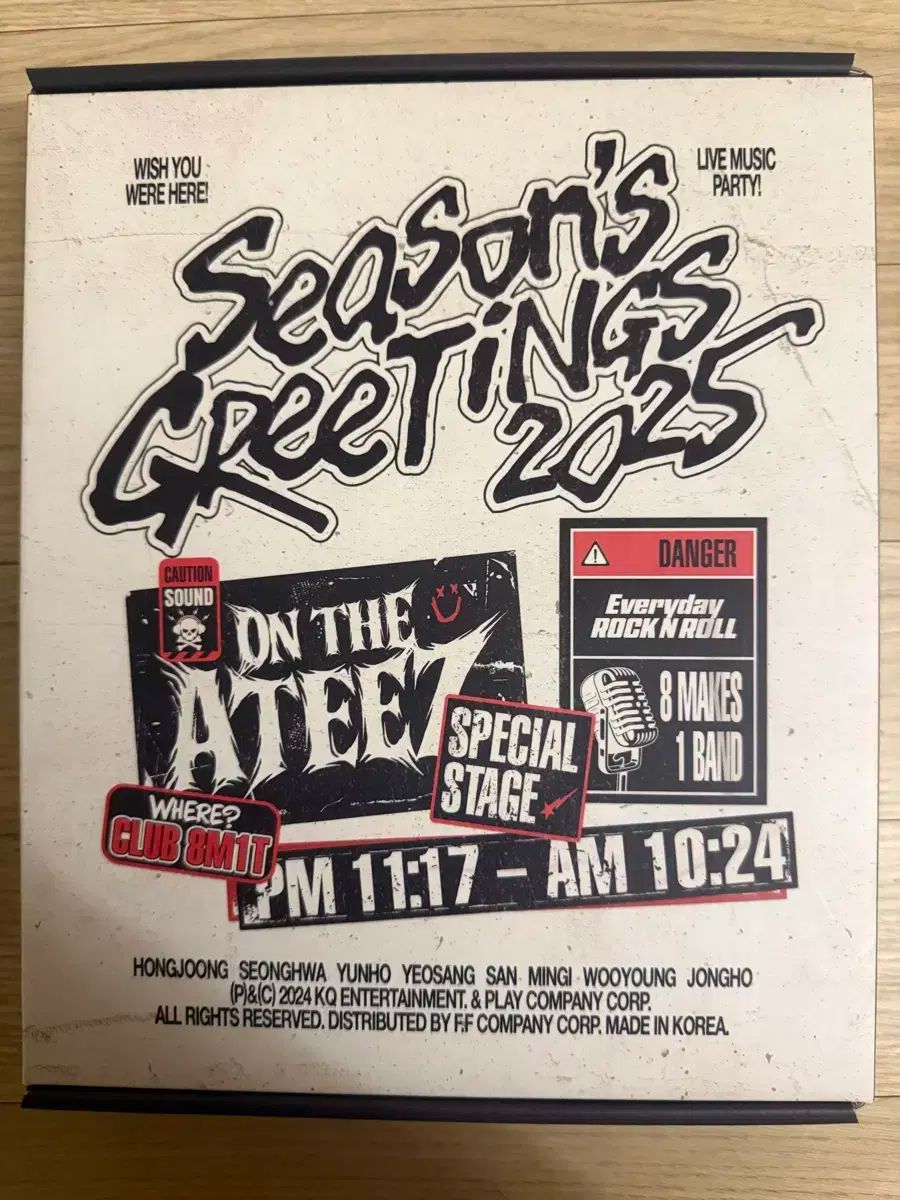 WISH YOU
WERE HERE!
LIVE MUSIC
PARTY!
Season's
GReeTiNGS
2025
CAUTION
SOUND
ON THE
ATEEZ
DANGER
Everyday
ROCK N ROLL
8 MAKES
1 BAND
SPECIAL
STAGE
WHERE?
CLUB 8M1T
PM 11:17 – AM 10:24
HONGJOONG SEONGHWA YUNHO YEOSANG SAN MINGI WOOYOUNG JONGHO
(P)&(C) 2024 KQ ENTERTAINMENT. & PLAY COMPANY CORP.
ALL RIGHTS RESERVED. DISTRIBUTED BY F.F COMPANY CORP. MADE IN KOREA.